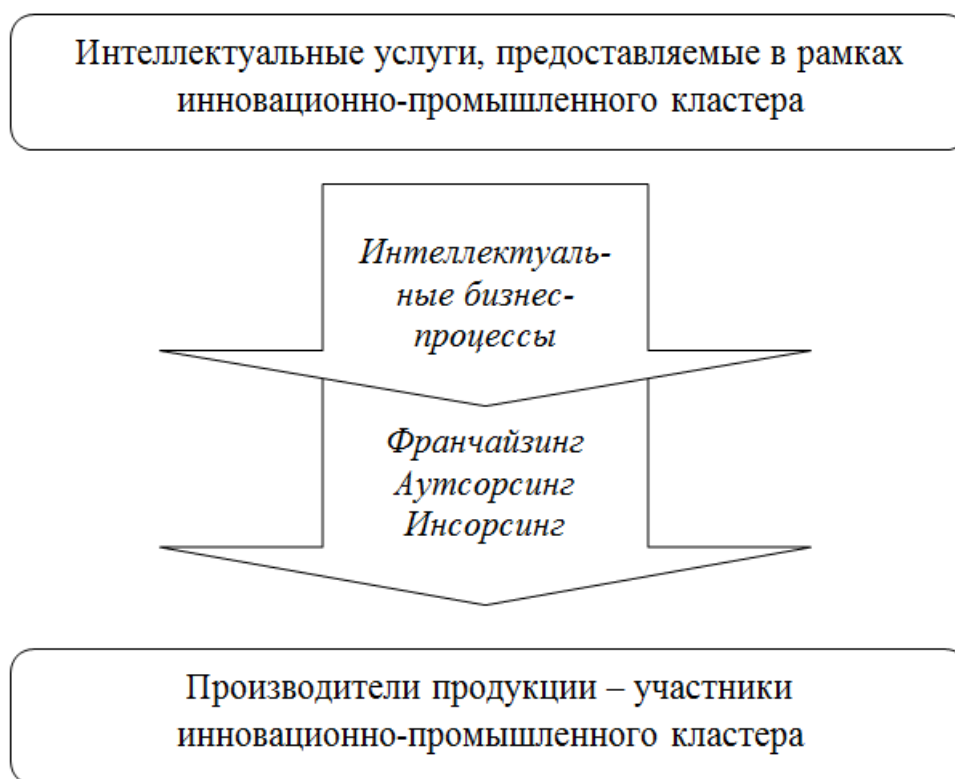 Интеллектуальные услуги, предоставляемые в рамках
инновационно-промышленного кластера
Интеллектуаль-
ные бизнес-
процессы
Франчайзинг
Аутсорсинг
Инсорсинг
Производители продукции – участники
инновационно-промышленного кластера